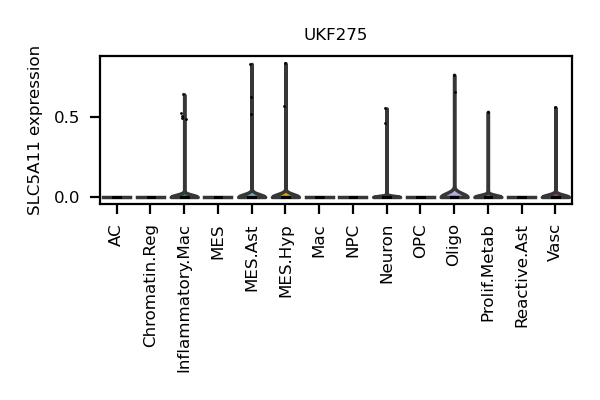 UKF275
SLC5A11 expression
0.5
0.0
AC
Chromatin.Reg
Inflammatory.Mac
MES
MES.Ast
MES.Hyp
Mac
NPC
Neuron
OPC
Oligo
Prolif.Metab
Reactive.Ast
Vasc